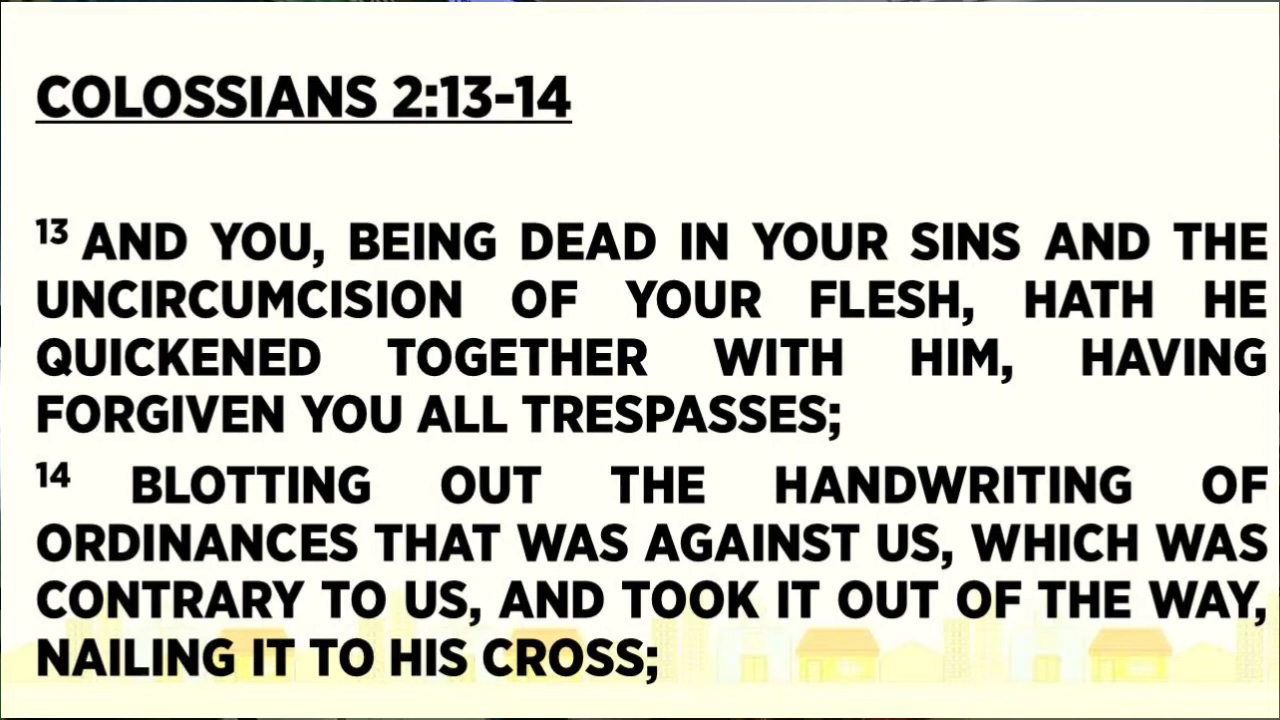 COLOSSIANS 2:13-14
13 AND YOU, BEING DEAD IN YOUR SINS AND THE
UNCIRCUMCISION OF YOUR FLESH, HATH HE
QUICKENED TOGETHER WITH HIM, HAVING
FORGIVEN YOU ALL TRESPASSES;
14 BLOTTING OUT THE HANDWRITING OF
ORDINANCES THAT WAS AGAINST US, WHICH WAS
CONTRARY TO US, AND TOOK IT OUT OF THE WAY,
NAILING IT TO HIS CROSS;